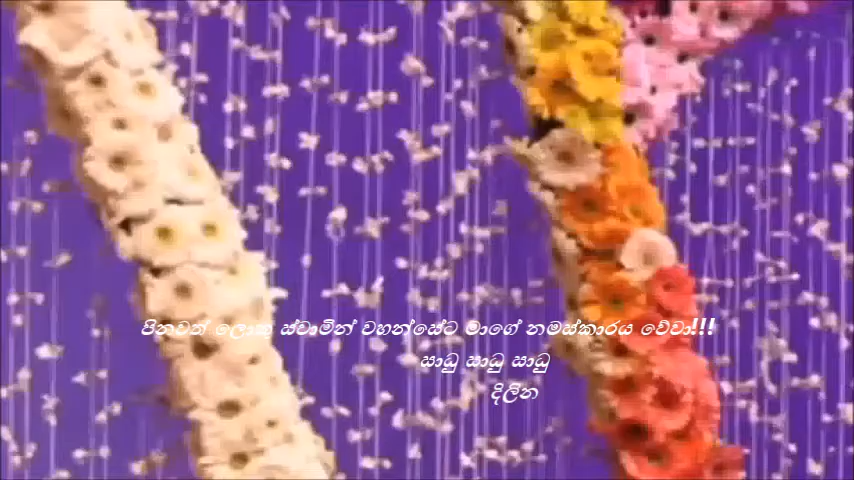 පිනවත් ලොකු ස්වාමින් වහන්සේට මාගේ නමස්කාරය වේවා!!!
සාධු සාධු සාධු
දිලින